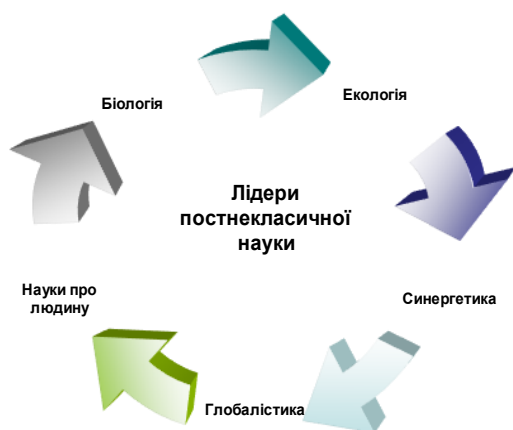 Біологія
Екологія
Лідери
постнекласичної
науки
Науки про
людину
Синергетика
Глобалістика